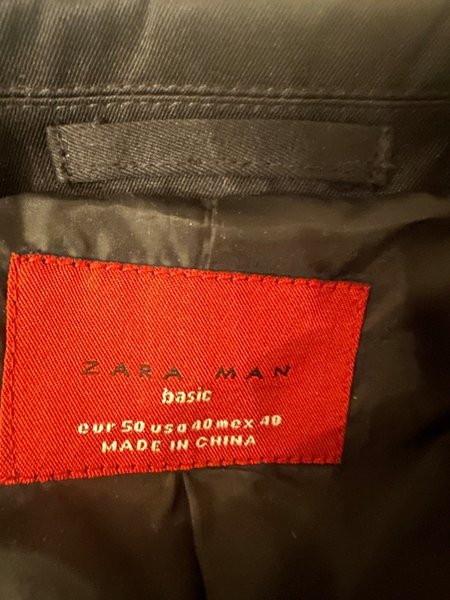 ZARA MAN
basic
eur 50 usa 40 mex 40
MADE IN CHINA